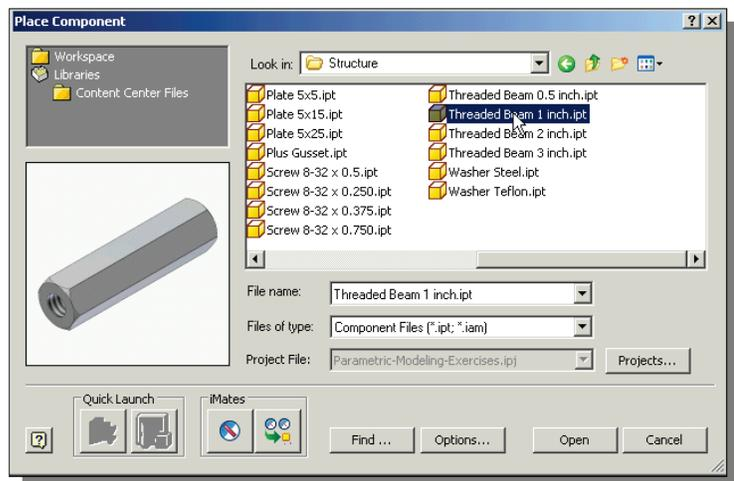 Place Component
Workspace
Libraries
Content Center Files
Look in: Structure
Plate 5x5.ipt
Plate 5x15.ipt
Plate 5x25.ipt
Plus Gusset.ipt
Screw 8-32 x 0.5.ipt
Screw 8-32 x 0.250.ipt
Screw 8-32 x 0.375.ipt
Screw 8-32 x 0.750.ipt
Threaded Beam 0.5 inch.ipt
Threaded Beam 1 inch.ipt
Threaded Beam 2 inch.ipt
Threaded Beam 3 inch.ipt
Washer Steel.ipt
Washer Teflon.ipt
File name: Threaded Beam 1 inch.ipt
Files of type: Component Files (*.ipt; *.iam)
Project File: Parametric-Modeling-Exercises.ipj Projects...
Quick Launch iMates
Find ... Options... Open Cancel